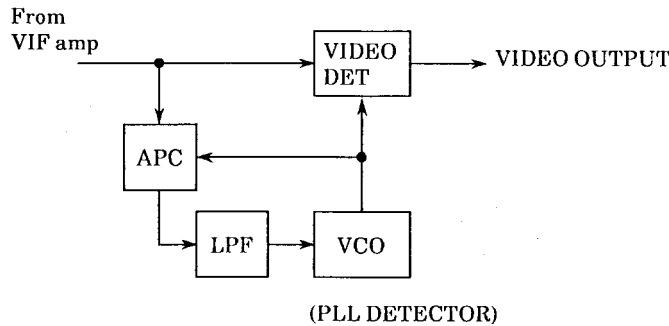 From
VIF amp
VIDEO
DET
VIDEO OUTPUT
APC
LPF
VCO
(PLL DETECTOR)